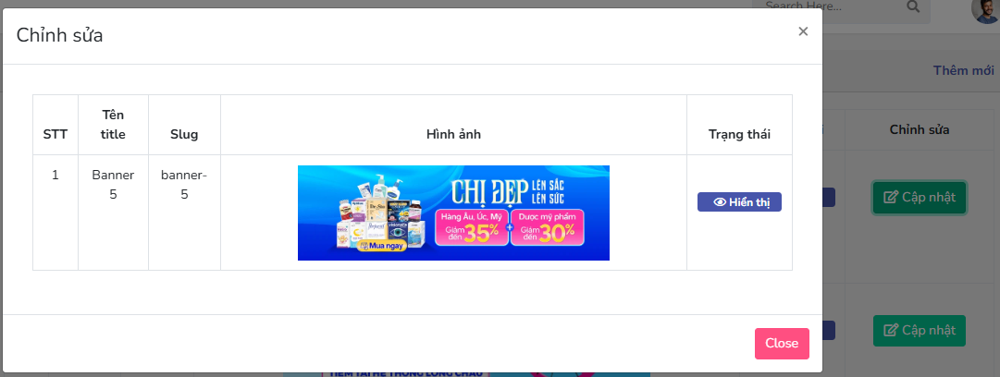 Search Here...
Chỉnh sửa
×
Thêm mới
STT
Tên
title
Slug
Hình ảnh
Trạng thái
Chỉnh sửa
1
Banner
5
banner-
5
CHỊ ĐẸP
LÊN SẮC
LÊN SỨC
Hàng Âu, Úc, Mỹ
Giảm
đến
35%
+
Dược mỹ phẩm
Giảm
đến
30%
Mua ngay
Hiển thị
Cập nhật
Cập nhật
Close